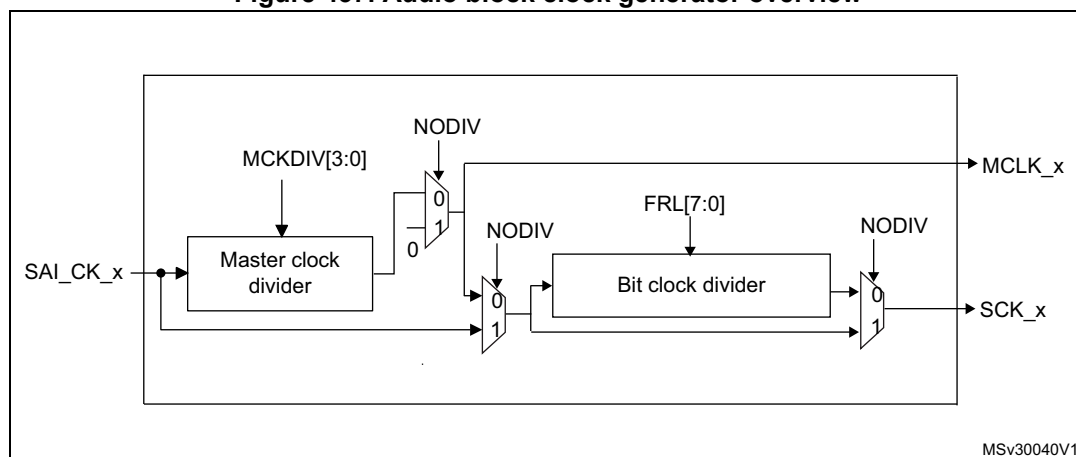 Figure Audio block clock generator overview
NODIV
MCKDIV[3:0]
MCLK_x
0
1
0
FRL[7:0]
NODIV
NODIV
SAI_CK_x
Master clock
divider
Bit clock divider
0
1
0
1
SCK_x
MSv30040V1